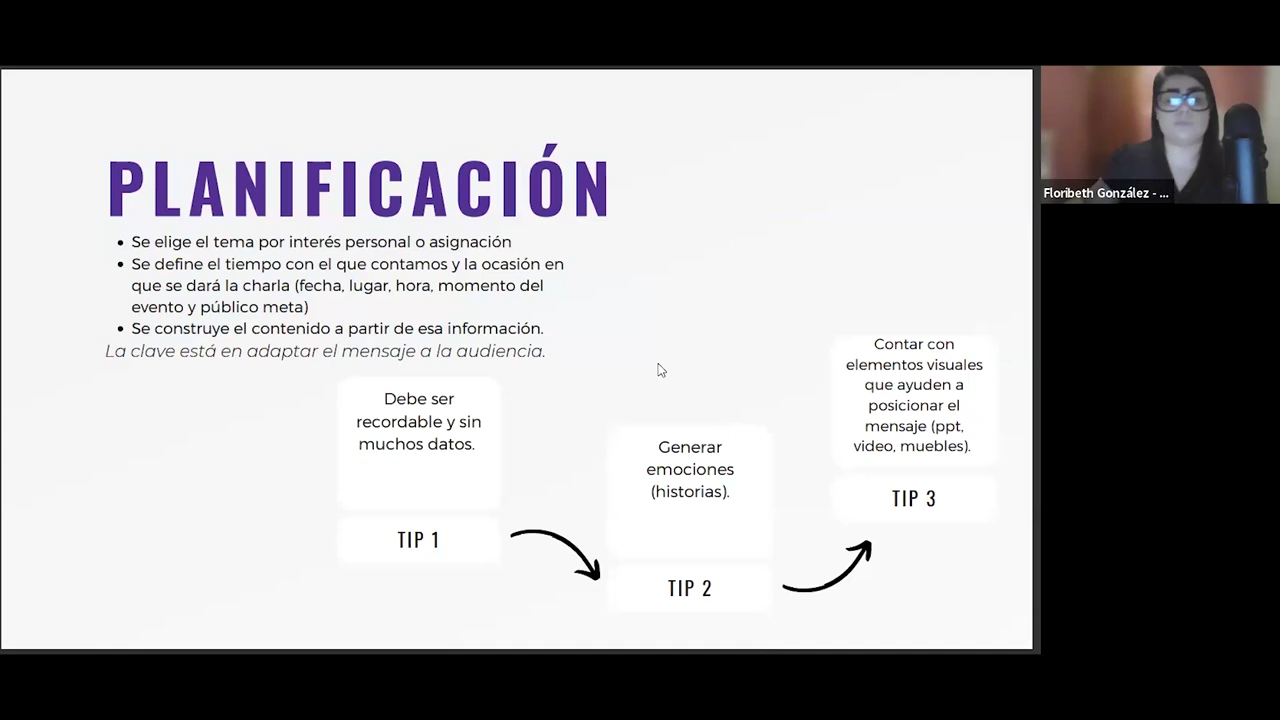 PLANIFICACIÓN
• Se elige el tema por interés personal o asignación
• Se define el tiempo con el que contamos y la ocasión en
que se dará la charla (fecha, lugar, hora, momento del
evento y público meta)
• Se construye el contenido a partir de esa información.
La clave está en adaptar el mensaje a la audiencia.
Debe ser
recordable y sin
muchos datos.
TIP 1
Generar
emociones
(historias).
TIP 2
Contar con
elementos visuales
que ayuden a
posicionar el
mensaje (ppt,
video, muebles).
TIP 3
Floribeth González - ...